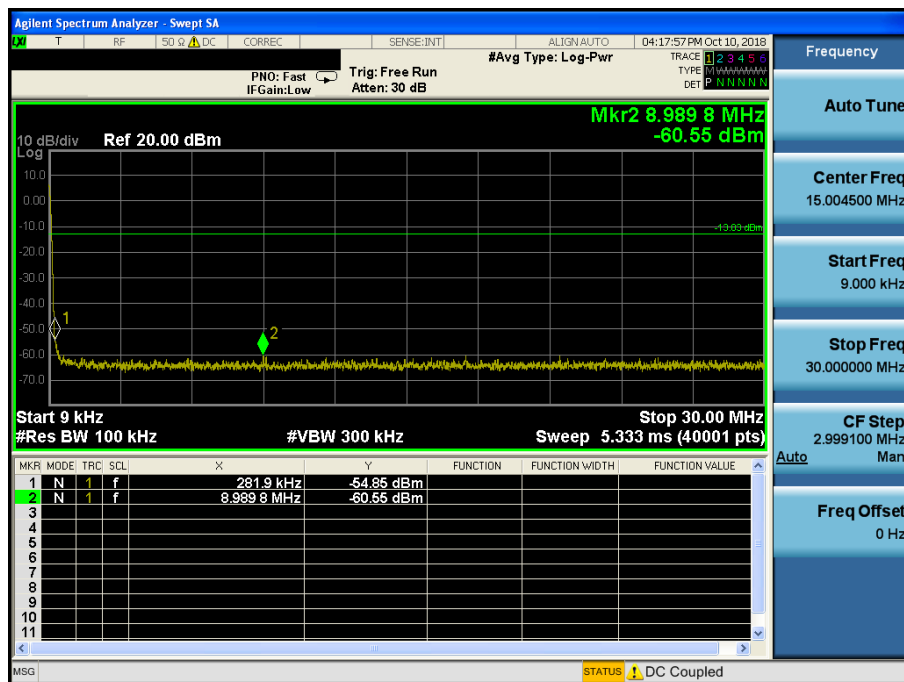 Agilent Spectrum Analyzer - Swept SA
LXI T RF 50 Ω DC CORREC SENSE:INT ALIGN AUTO 04:17:57 PM Oct 10, 2018
#Avg Type: Log-Pwr TRACE 1 2 3 4 5 6
PNO: Fast Trig: Free Run TYPE M WWWWW
IFGain:Low Atten: 30 dB DET P N N N N N
Mkr2 8.989 8 MHz
-60.55 dBm
10 dB/div Ref 20.00 dBm
Log
10.0
0.00
-10.0
-13.00 dBm
-20.0
-30.0
-40.0
-50.0
-60.0
-70.0
1
2
Start 9 kHz Stop 30.00 MHz
#Res BW 100 kHz #VBW 300 kHz Sweep 5.333 ms (40001 pts)
MKR MODE TRC SCL X Y FUNCTION FUNCTION WIDTH FUNCTION VALUE
1 N 1 f 281.9 kHz -54.85 dBm
2 N 1 f 8.989 8 MHz -60.55 dBm
3
4
5
6
7
8
9
10
11
MSG STATUS DC Coupled
Frequency
Auto Tune
Center Freq
15.004500 MHz
Start Freq
9.000 kHz
Stop Freq
30.000000 MHz
CF Step
2.999100 MHz
Auto Man
Freq Offset
0 Hz